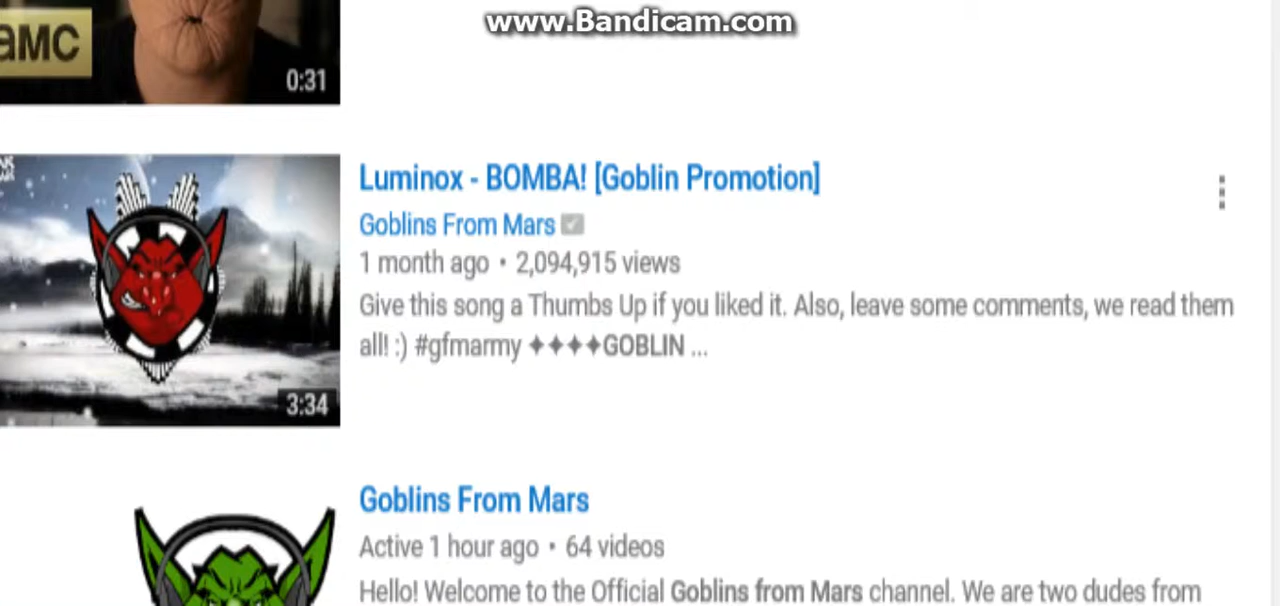 www.Bandicam.com
aMC
0:31
Luminox - BOMBA! [Goblin Promotion]
Goblins From Mars
1 month ago • 2,094,915 views
Give this song a Thumbs Up if you liked it. Also, leave some comments, we read them
all! :) #gfmarmy ✦✦✦✦GOBLIN ...
3:34
Goblins From Mars
Active 1 hour ago • 64 videos
Hello! Welcome to the Official Goblins from Mars channel. We are two dudes from